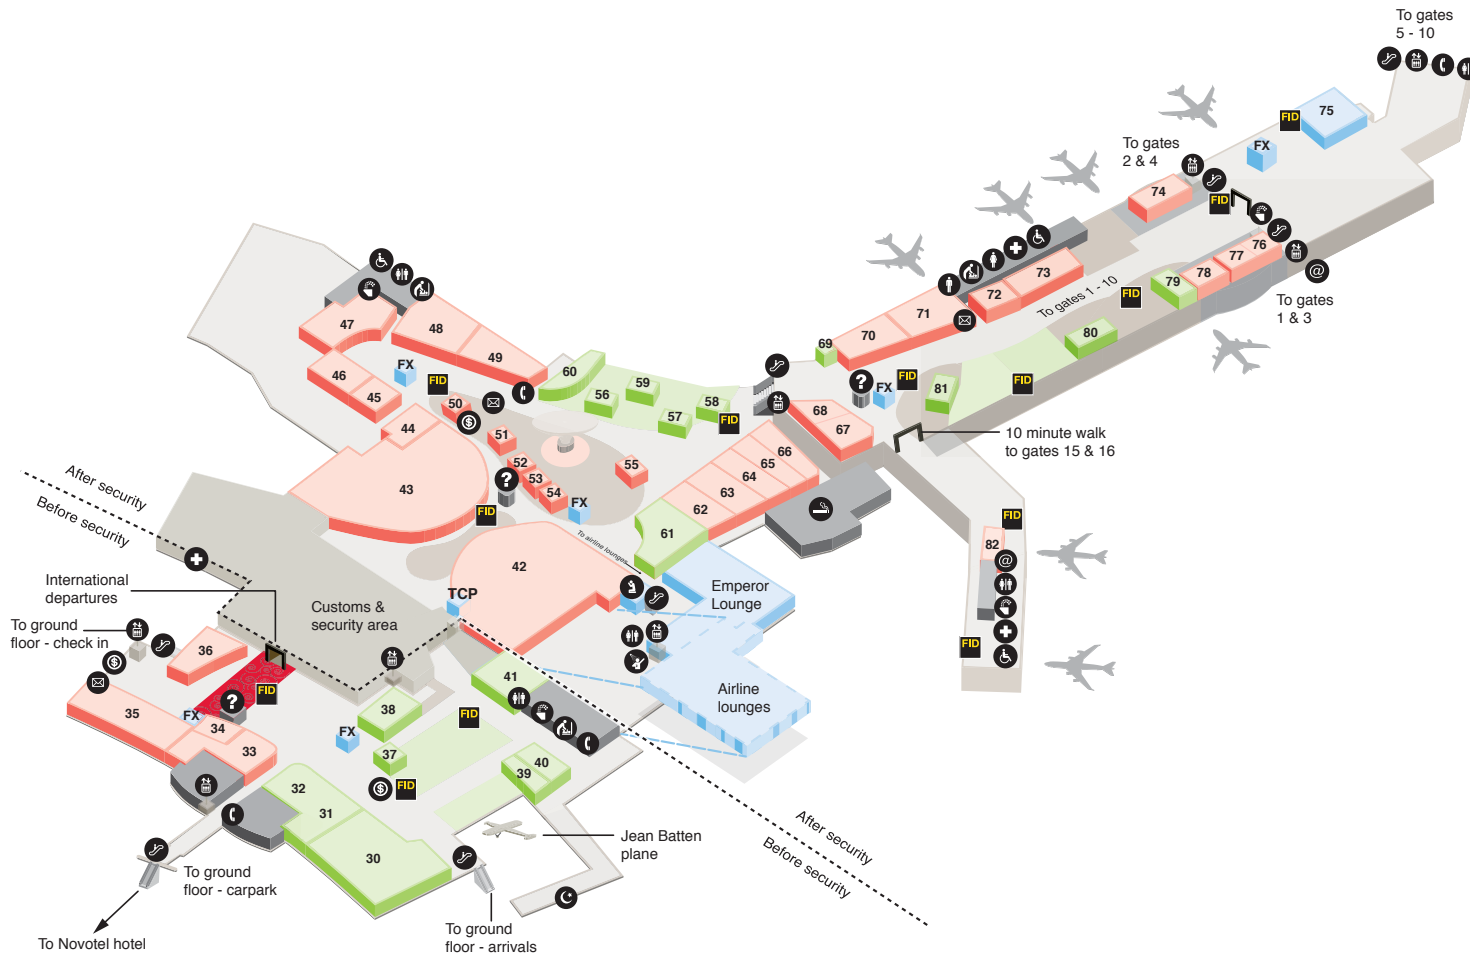 To gates
5 - 10
75
FID
FX
To gates
2 & 4
74
FID
76
77
78
79
To gates
1 & 3
73
72
71
70
69
To gates 1 - 10
FID
80
FID
81
?
FX
FID
10 minute walk
to gates 15 & 16
68
67
47
48
49
46
45
FX
FID
50
$
51
52
53
54
55
?
FX
60
59
56
57
58
FID
44
43
FID
42
66
65
64
63
62
61
To airline lounges
Emperor
Lounge
Airline
lounges
FID
82
@
FID
@
After security
Before security
International
departures
Customs &
security area
TCP
To ground
floor - check in
36
$
35
FX
?
FID
34
33
FX
38
37
$
FID
FID
41
39
40
32
31
30
Jean Batten
plane
After security
Before security
To ground
floor - carpark
To Novotel hotel
To ground
floor - arrivals